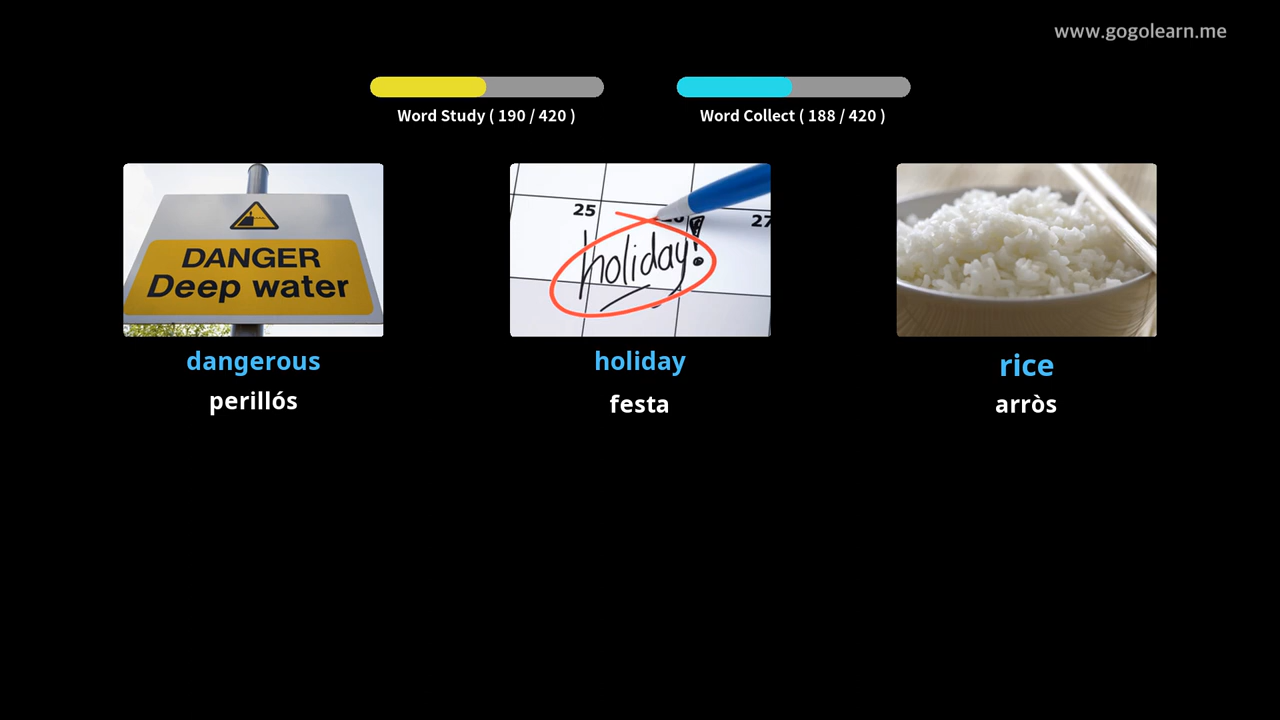 www.gogolearn.me
Word Study ( 190 / 420 )
Word Collect ( 188 / 420 )
DANGER
Deep water
25
27
holiday!
dangerous
holiday
rice
perillós
festa
arròs